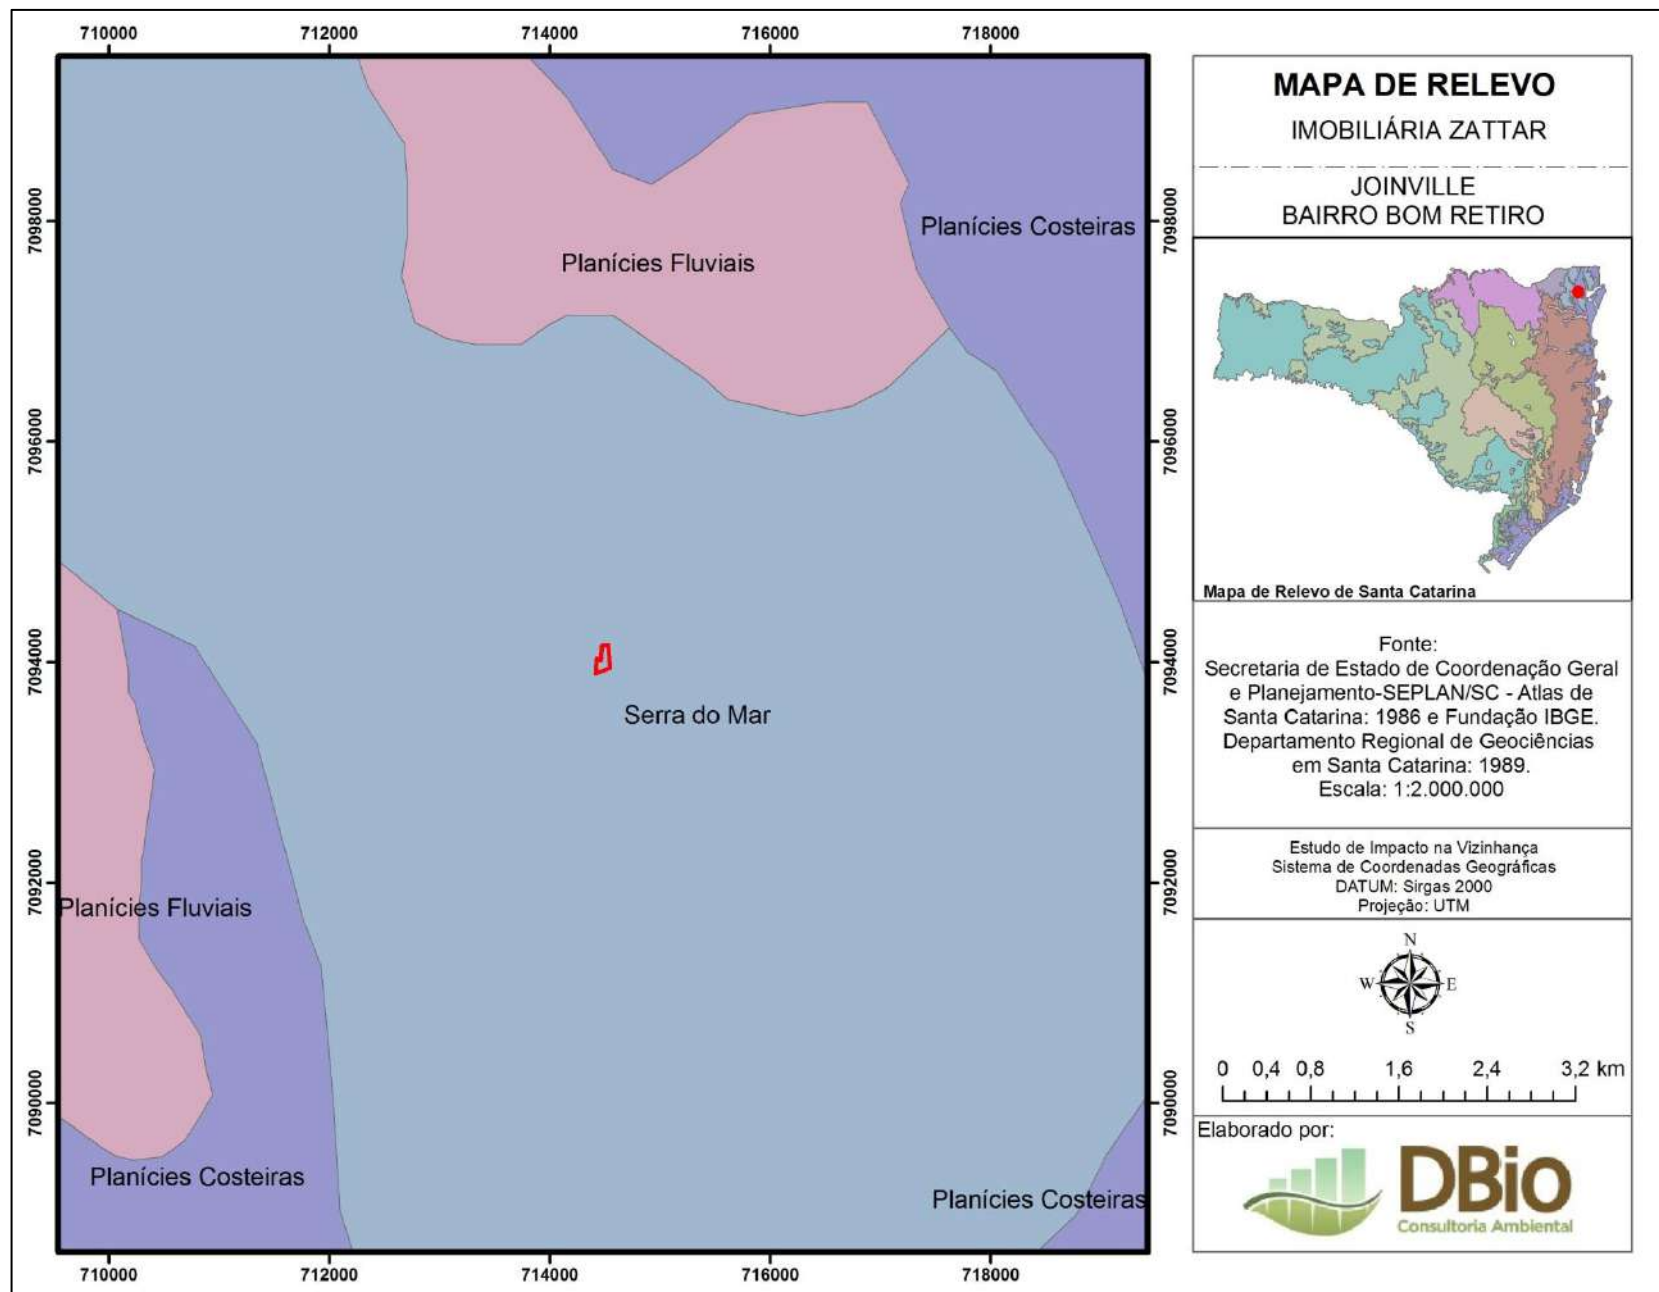 710000 712000 714000 716000 718000
7098000 7098000
7096000 7096000
7094000 7094000
7092000 7092000
7090000 7090000
Planícies Costeiras
Planícies Fluviais
Serra do Mar
Planícies Fluviais
Planícies Costeiras
Planícies Costeiras
710000 712000 714000 716000 718000
MAPA DE RELEVO
IMOBILIÁRIA ZATTAR
JOINVILLE
BAIRRO BOM RETIRO
Mapa de Relevo de Santa Catarina
Fonte:
Secretaria de Estado de Coordenação Geral
e Planejamento-SEPLAN/SC - Atlas de
Santa Catarina: 1986 e Fundação IBGE.
Departamento Regional de Geociências
em Santa Catarina: 1989.
Escala: 1:2.000.000
Estudo de Impacto na Vizinhança
Sistema de Coordenadas Geográficas
DATUM: Sirgas 2000
Projeção: UTM
N
W E
S
0 0,4 0,8 1,6 2,4 3,2 km
Elaborado por:
DBio
Consultoria Ambiental